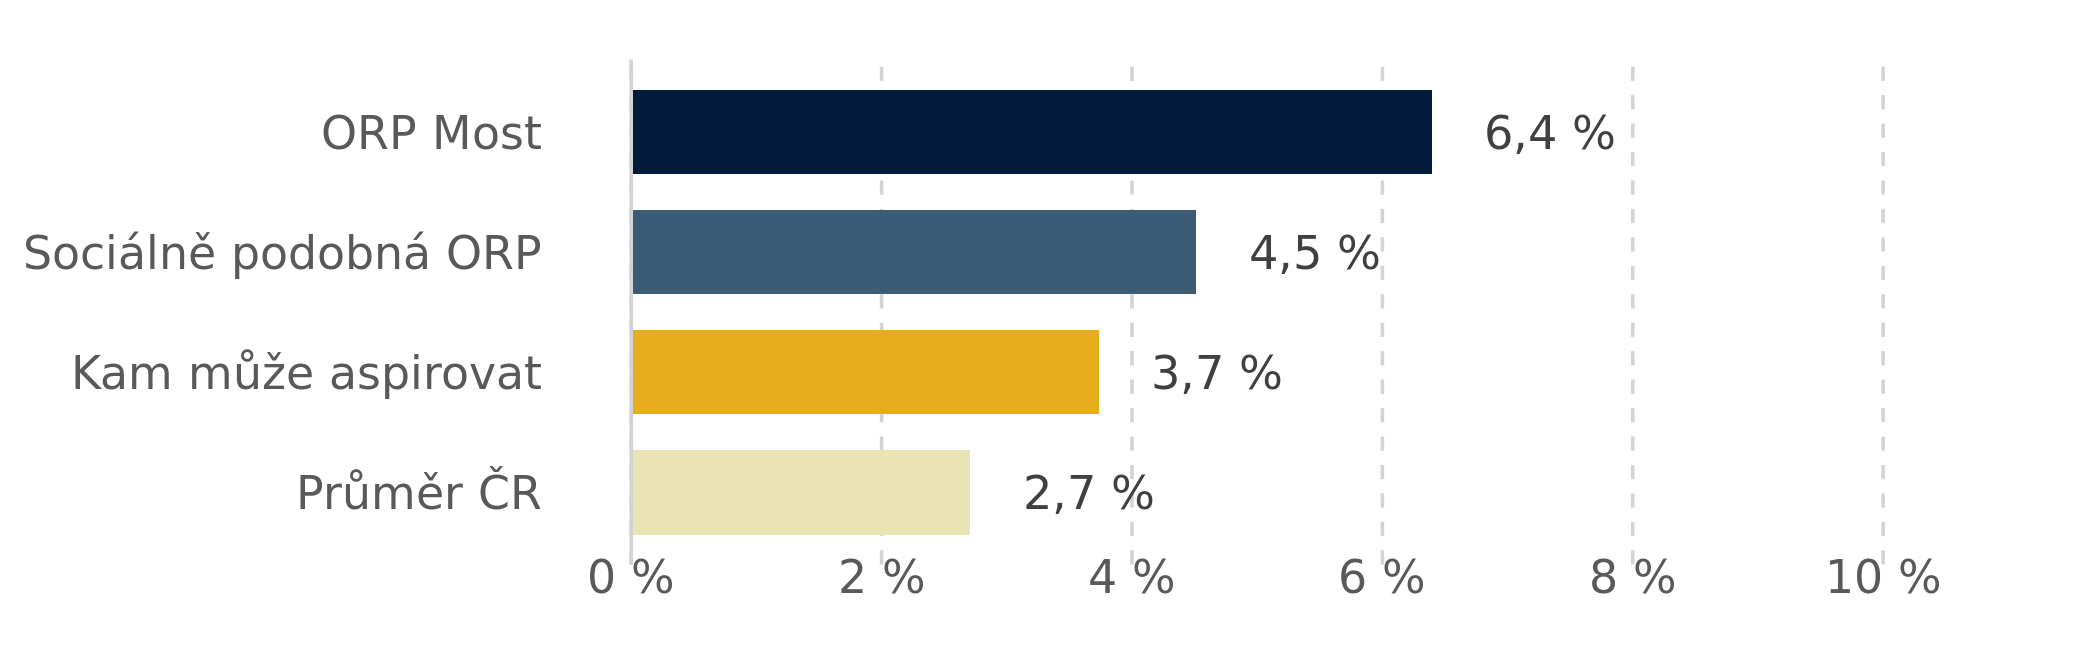 ORP Most 6,4 %
Sociálně podobná ORP 4,5 %
Kam může aspirovat 3,7 %
Průměr ČR 2,7 %
0 % 2 % 4 % 6 % 8 % 10 %